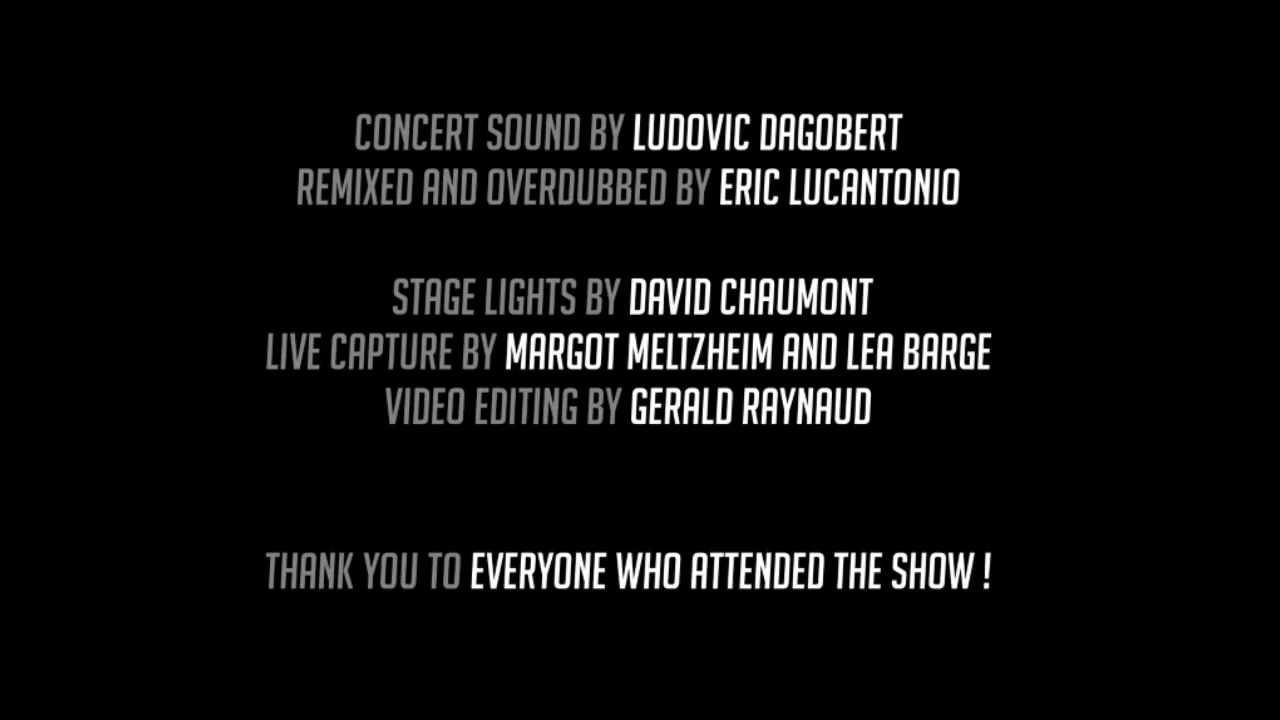 CONCERT SOUND BY LUDOVIC DAGOBERT
REMIXED AND OVERDUBBED BY ERIC LUCANTONIO
STAGE LIGHTS BY DAVID CHAUMONT
LIVE CAPTURE BY MARGOT MELTZHEIM AND LEA BARGE
VIDEO EDITING BY GERALD RAYNAUD
THANK YOU TO EVERYONE WHO ATTENDED THE SHOW !